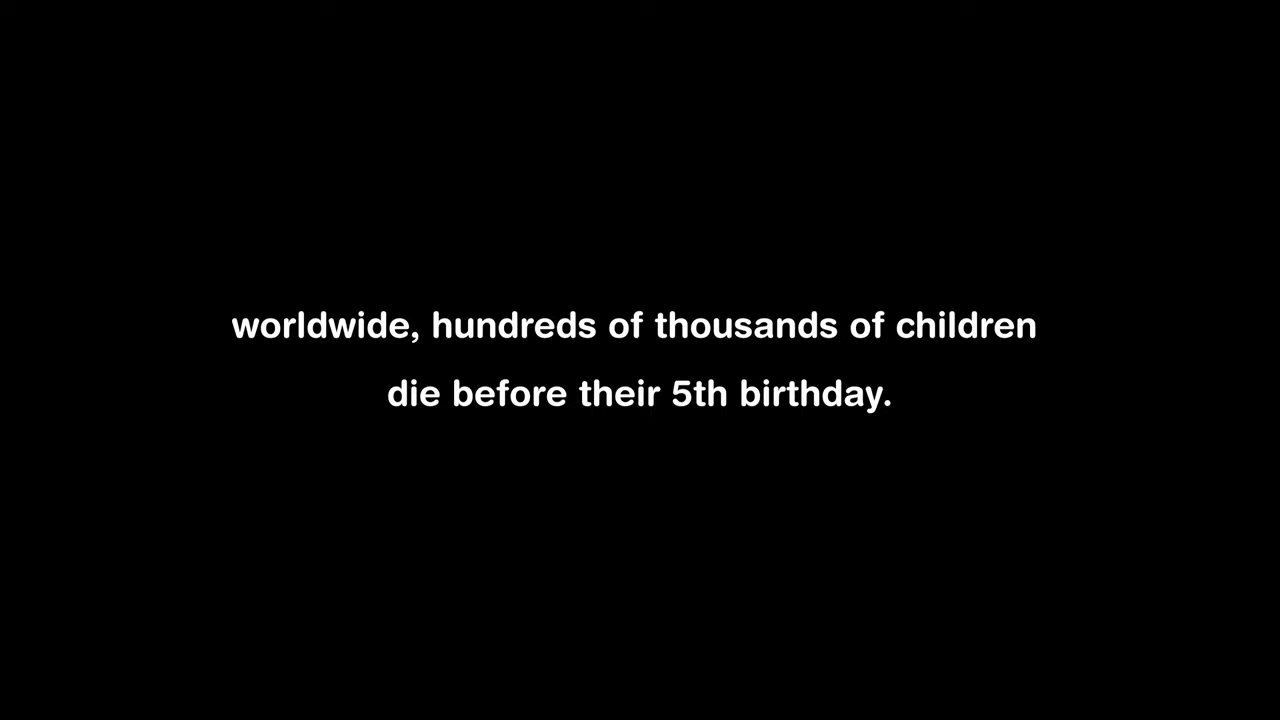 worldwide, hundreds of thousands of children
die before their 5th birthday.